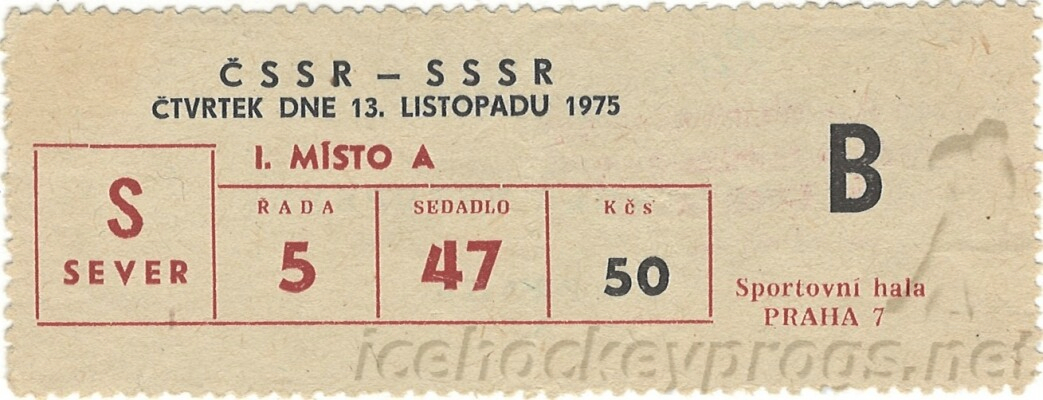 ČSSR – SSSR
ČTVRTEK DNE 13. LISTOPADU 1975
I. MÍSTO A
B
S
SEVER
ŘADA
5
SEDADLO
47
KČS
50
Sportovní hala
PRAHA 7
icehockeyprogs.net